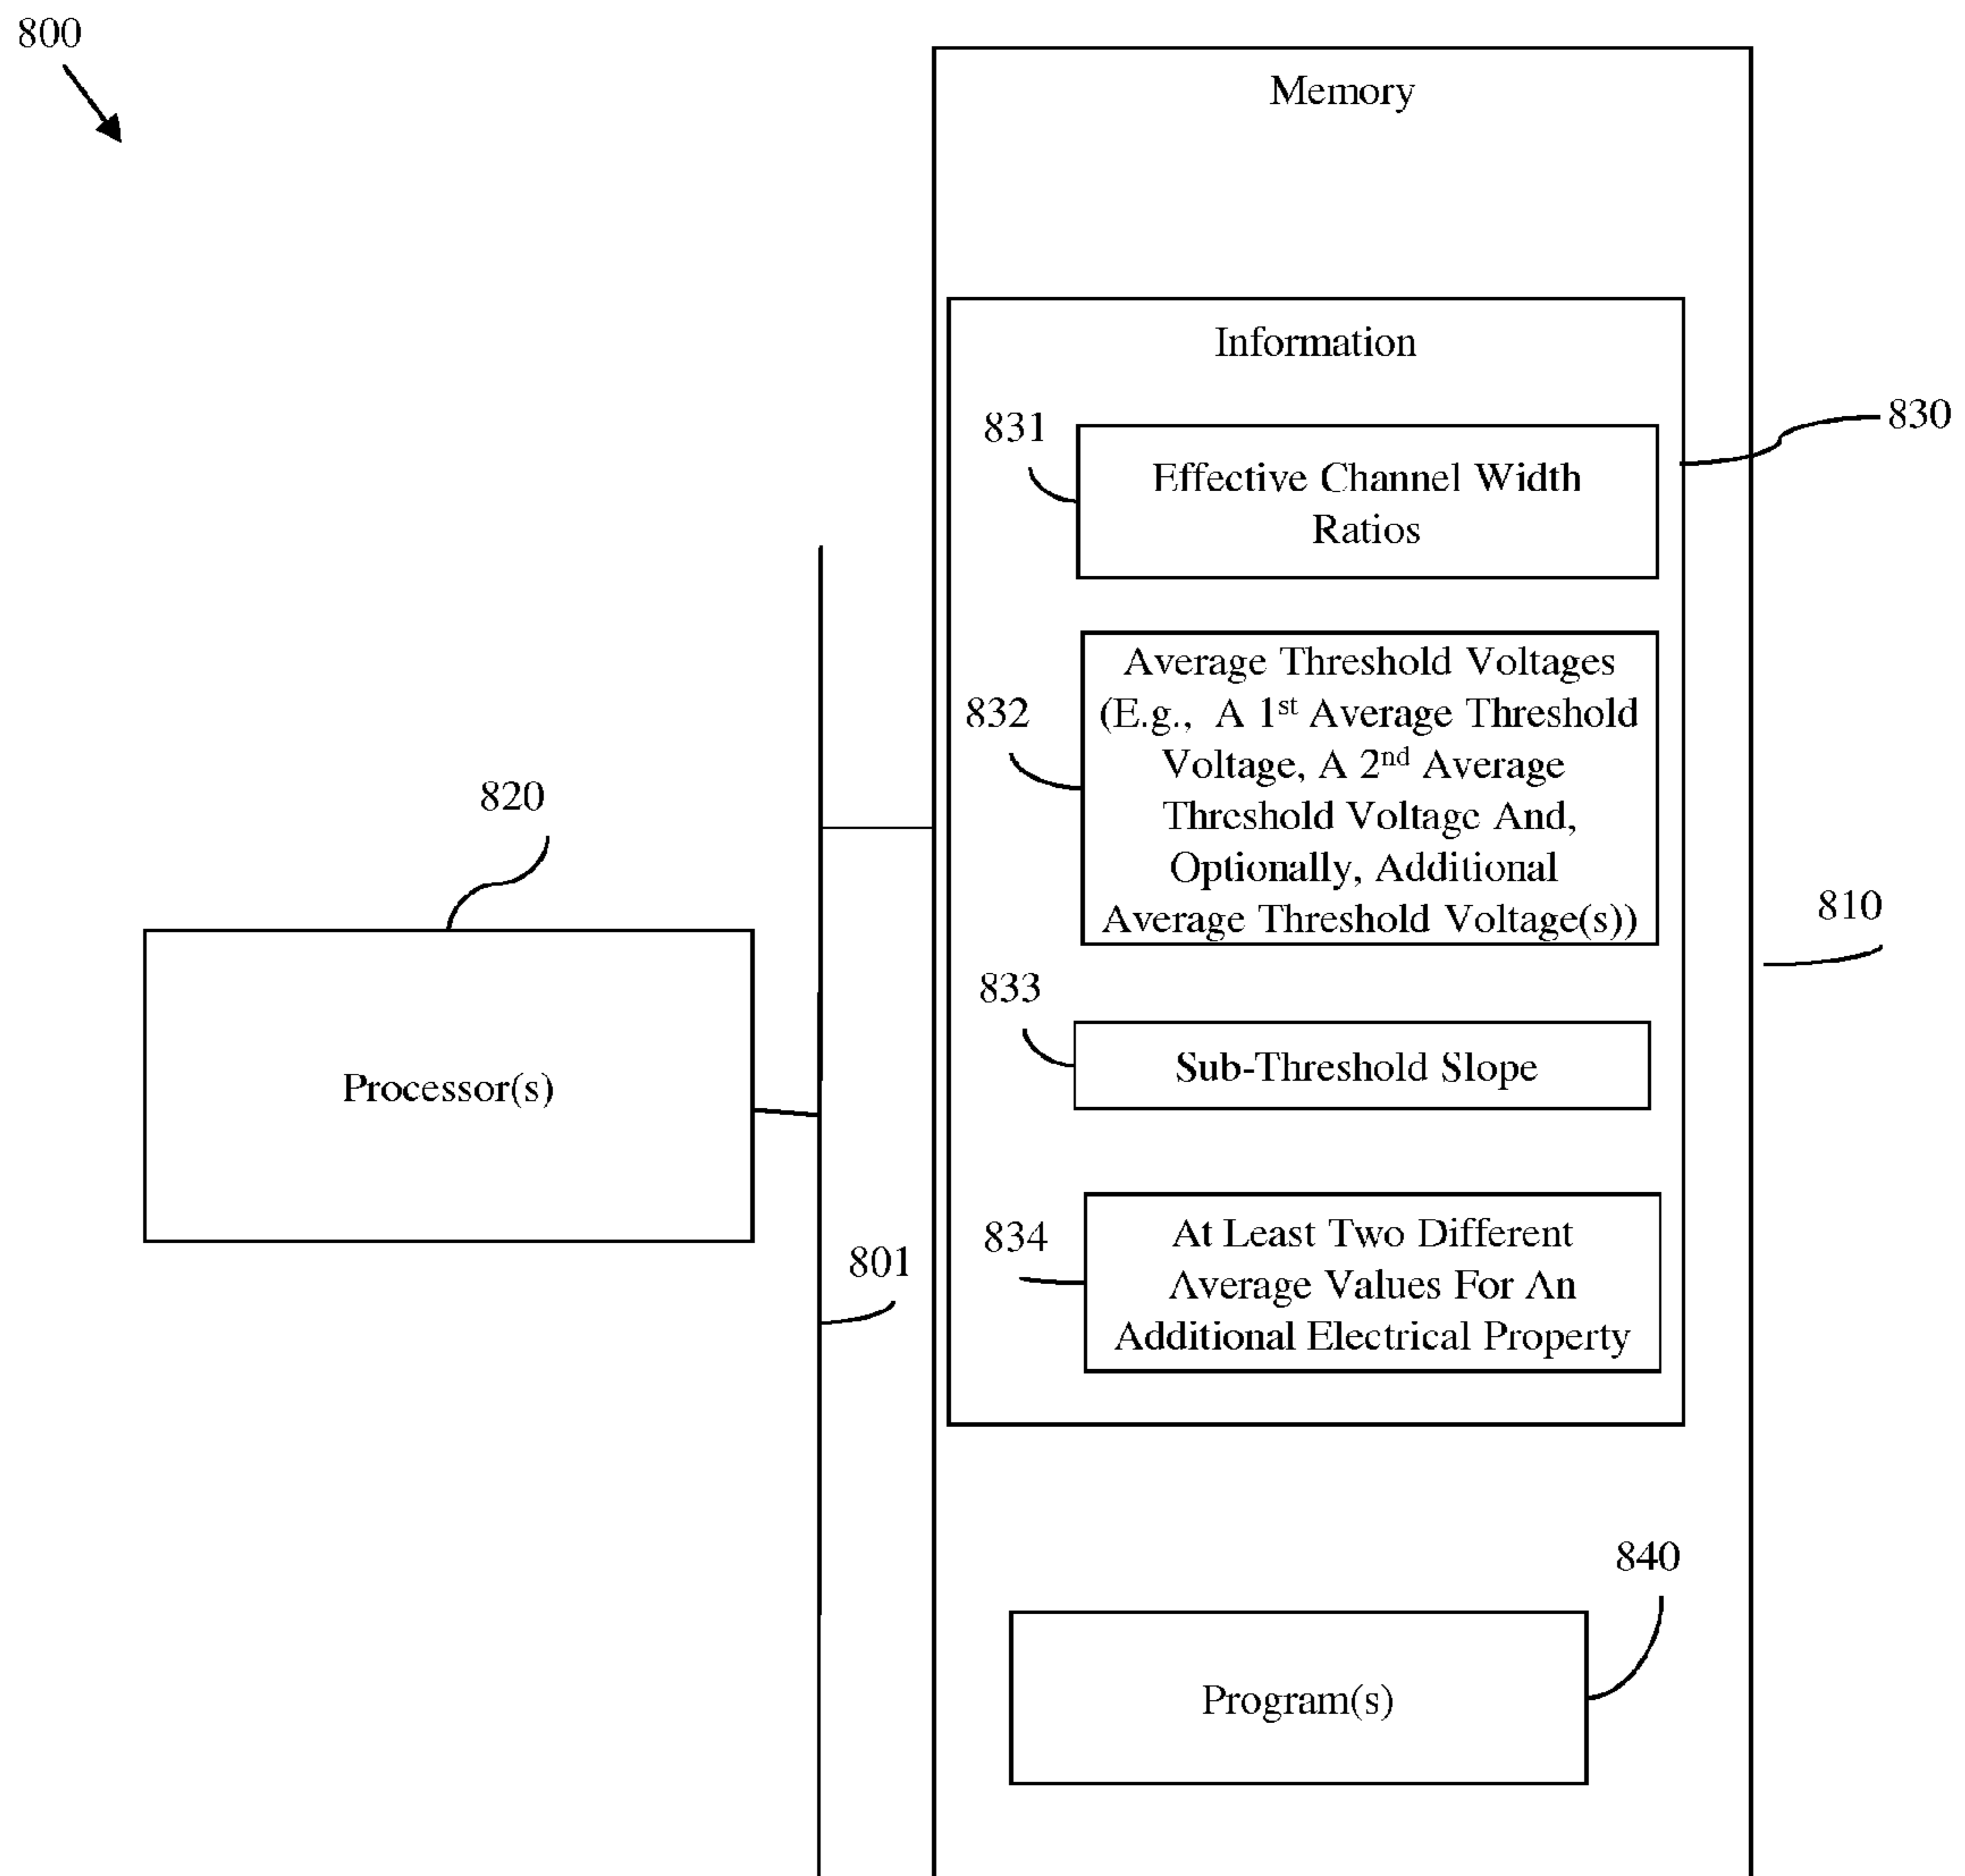 800
Memory
Information
831
830
Effective Channel Width
Ratios
832
Average Threshold Voltages
(E.g., A 1st Average Threshold
Voltage, A 2nd Average
Threshold Voltage And,
Optionally, Additional
Average Threshold Voltage(s))
820
810
833
Sub-Threshold Slope
Processor(s)
834
At Least Two Different
Average Values For An
Additional Electrical Property
801
840
Program(s)